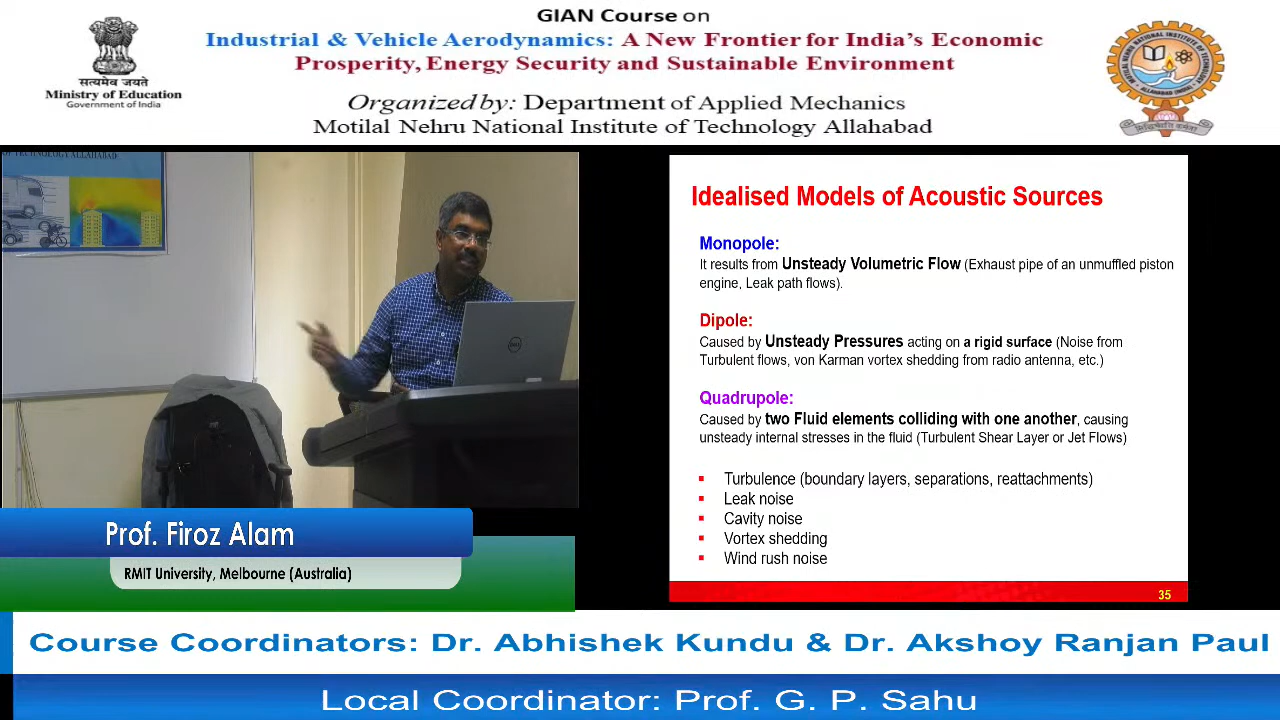 GIAN Course on
Industrial & Vehicle Aerodynamics: A New Frontier for India's Economic
Prosperity, Energy Security and Sustainable Environment
Organized by: Department of Applied Mechanics
Motilal Nehru National Institute of Technology Allahabad
सत्यमेव जयते
Ministry of Education
Government of India
OF TECHNOLOGY ALLAHABAD
DELL
Prof. Firoz Alam
RMIT University, Melbourne (Australia)
Idealised Models of Acoustic Sources
Monopole:
It results from Unsteady Volumetric Flow (Exhaust pipe of an unmuffled piston
engine, Leak path flows).
Dipole:
Caused by Unsteady Pressures acting on a rigid surface (Noise from
Turbulent flows, von Karman vortex shedding from radio antenna, etc.)
Quadrupole:
Caused by two Fluid elements colliding with one another, causing
unsteady internal stresses in the fluid (Turbulent Shear Layer or Jet Flows)
▪ Turbulence (boundary layers, separations, reattachments)
▪ Leak noise
▪ Cavity noise
▪ Vortex shedding
▪ Wind rush noise
35
Course Coordinators: Dr. Abhishek Kundu & Dr. Akshoy Ranjan Paul
Local Coordinator: Prof. G. P. Sahu